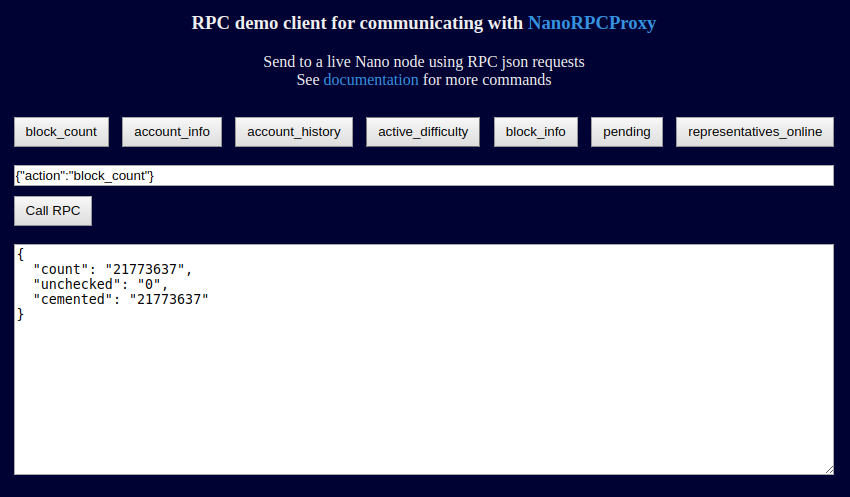 RPC demo client for communicating with NanoRPCProxy
Send to a live Nano node using RPC json requests
See documentation for more commands
block_count account_info account_history active_difficulty block_info pending representatives_online
{"action":"block_count"}
Call RPC
{
  "count": "21773637",
  "unchecked": "0",
  "cemented": "21773637"
}